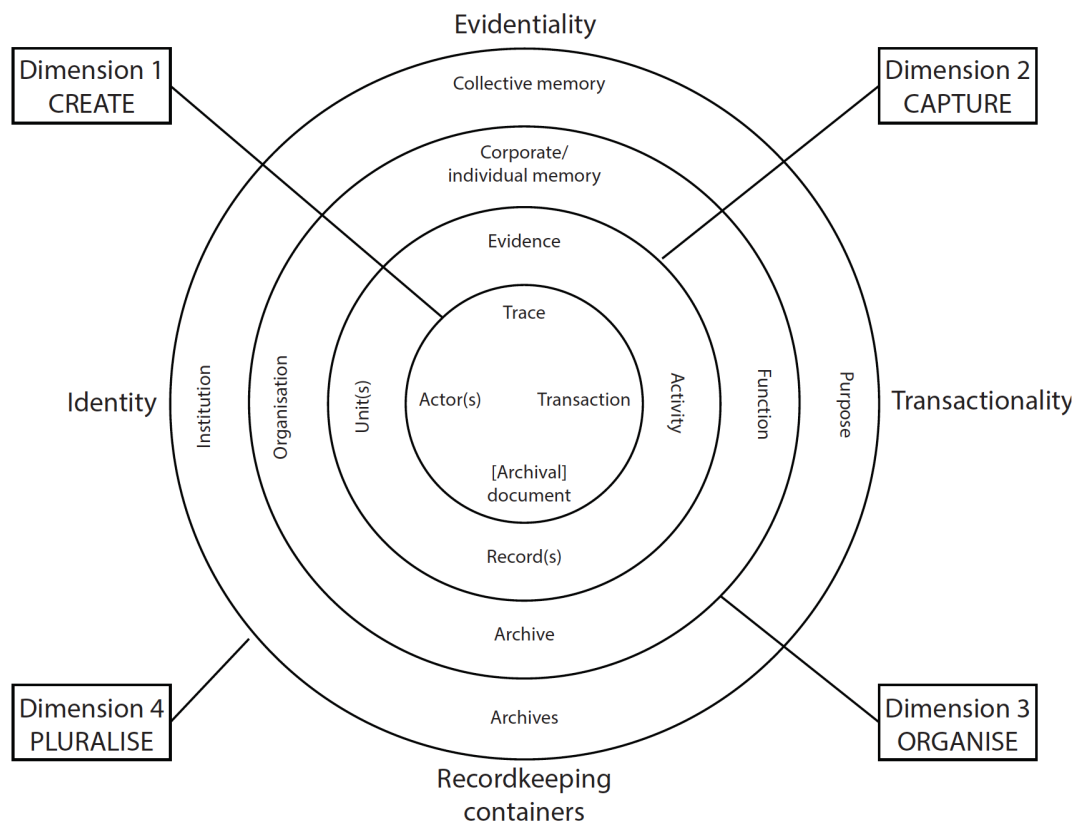 Evidentiality
Dimension 1
CREATE
Dimension 2
CAPTURE
Collective memory
Corporate/
individual memory
Evidence
Trace
Identity
Institution
Organisation
Unit(s)
Actor(s)
Transaction
Activity
Function
Purpose
Transactionality
[Archival]
document
Record(s)
Archive
Archives
Dimension 4
PLURALISE
Dimension 3
ORGANISE
Recordkeeping
containers